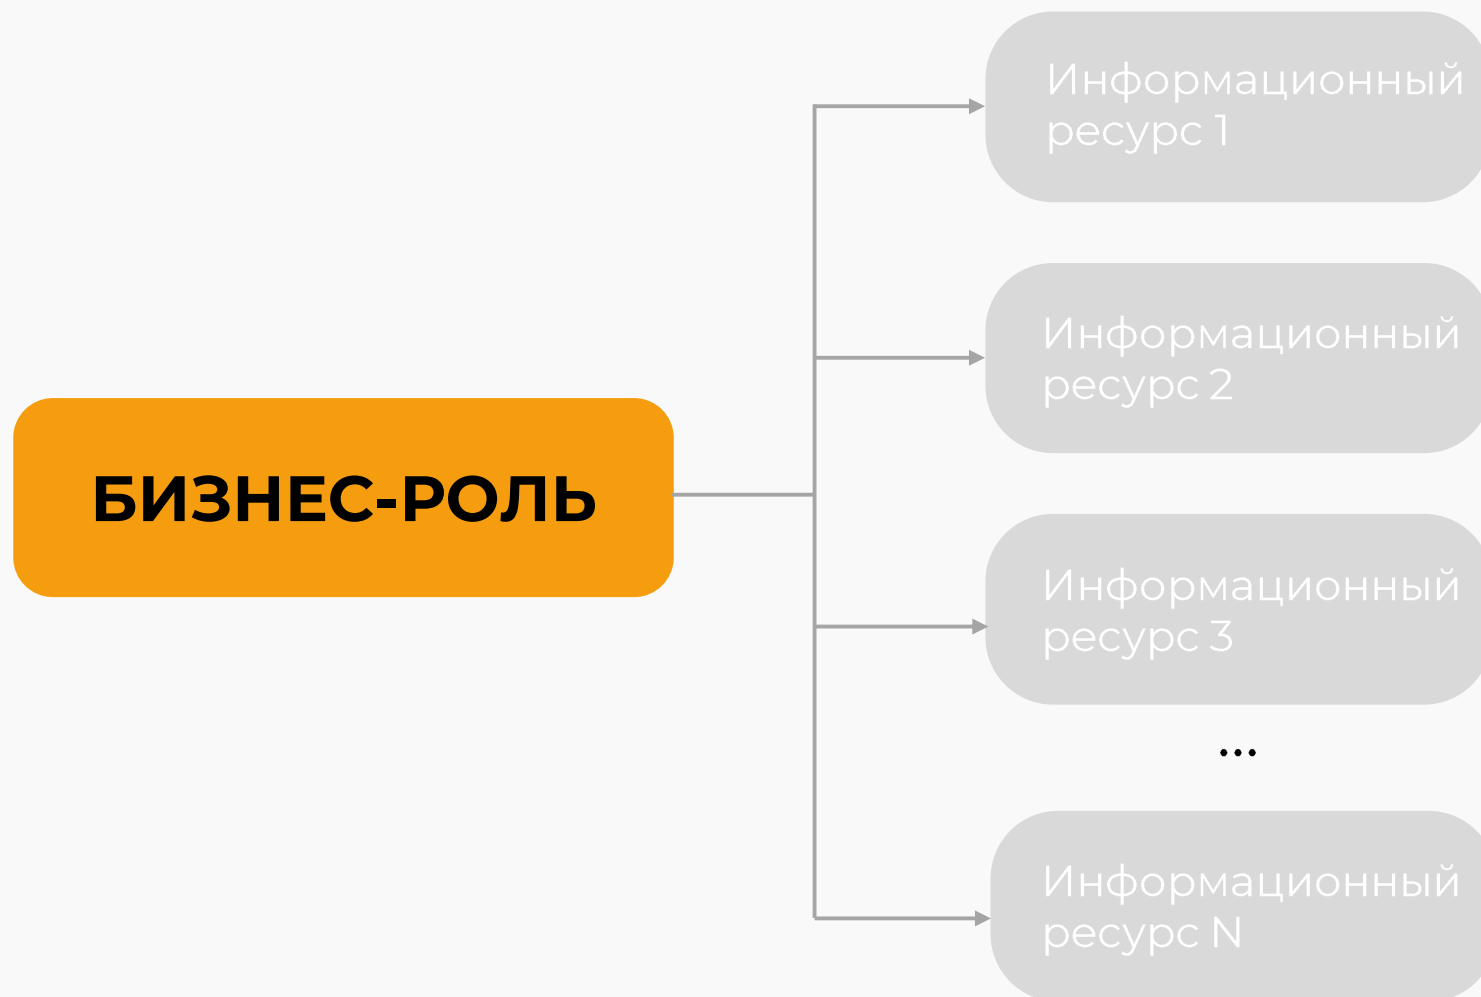 Информационный
ресурс 1
Информационный
ресурс 2
БИЗНЕС-РОЛЬ
Информационный
ресурс 3
...
Информационный
ресурс N